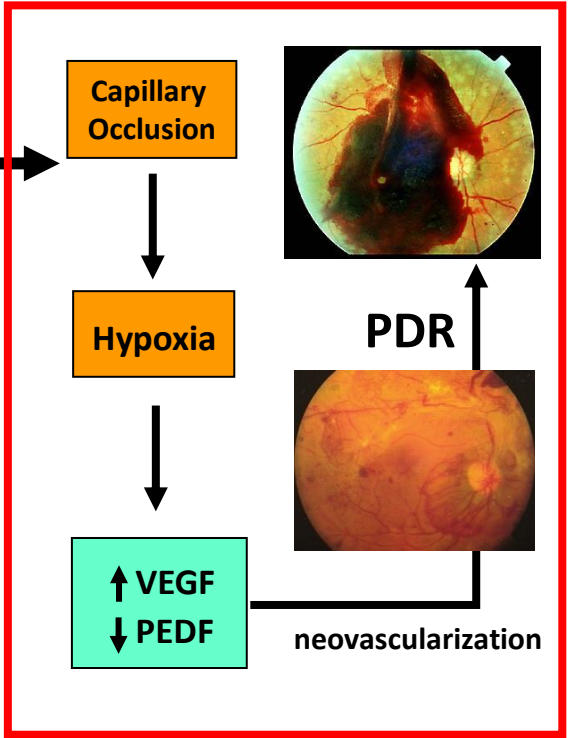 Capillary
Occlusion
Hypoxia
↑ VEGF
↓ PEDF
neovascularization
PDR